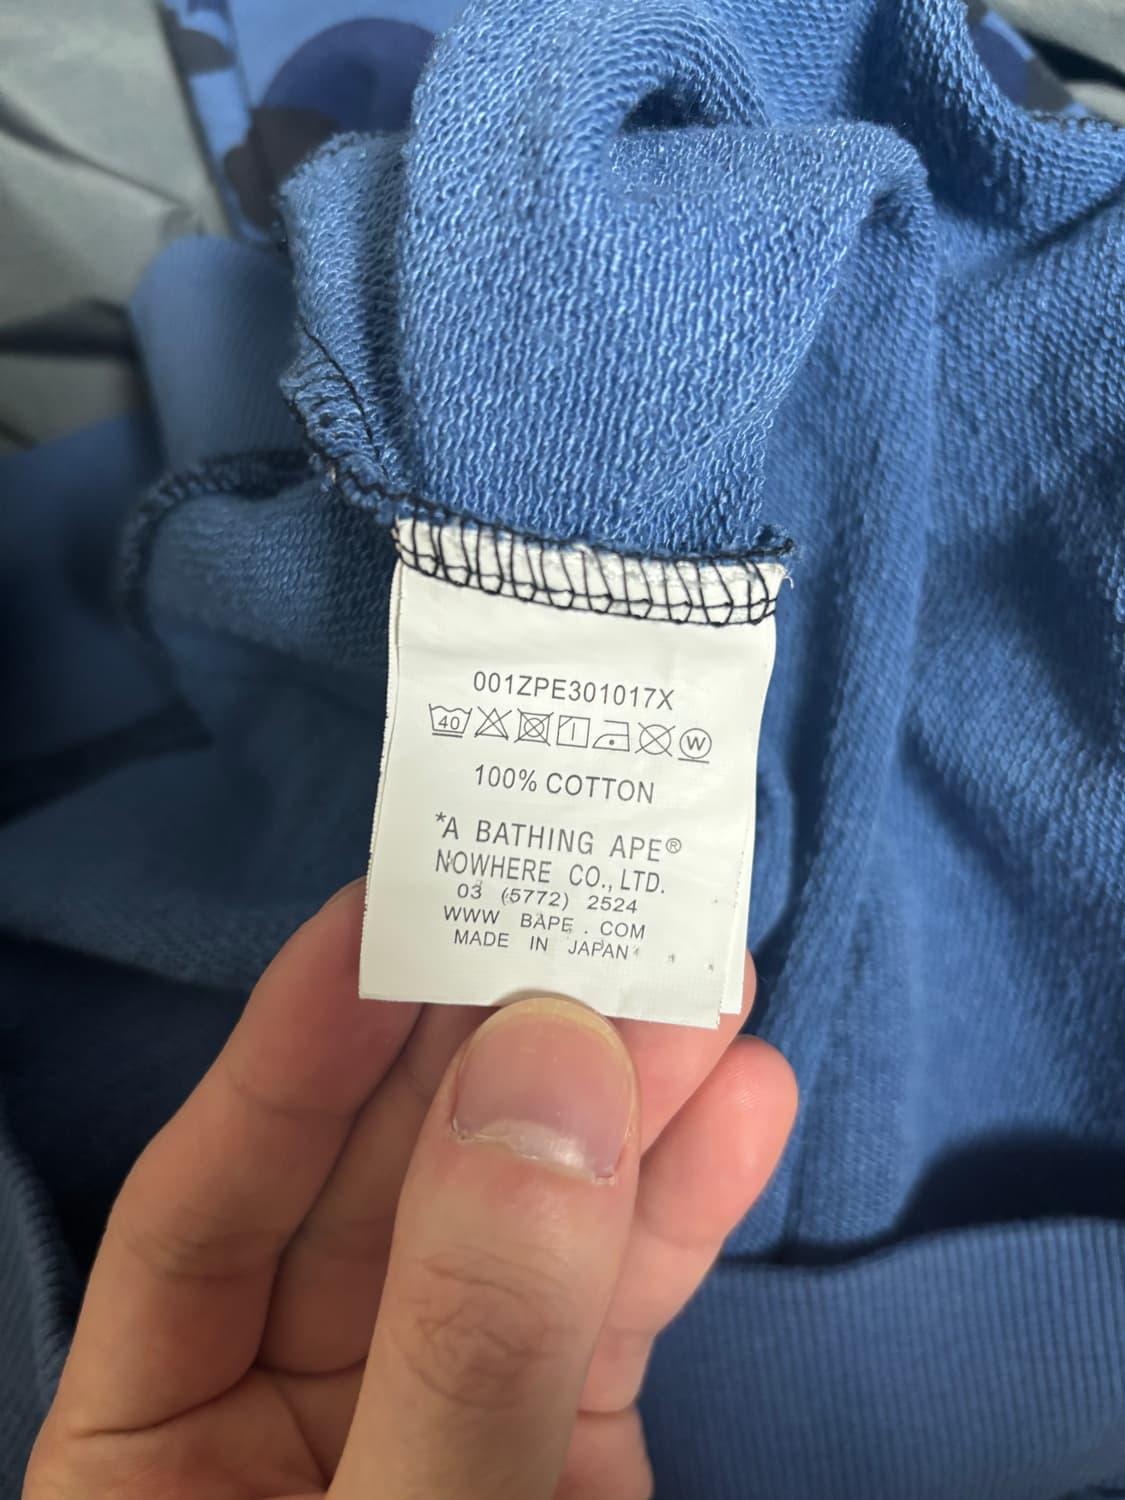 001ZPE301017X
40 W
100% COTTON
*A BATHING APE®
NOWHERE CO., LTD.
03 (5772) 2524
WWW BAPE . COM
MADE IN JAPAN